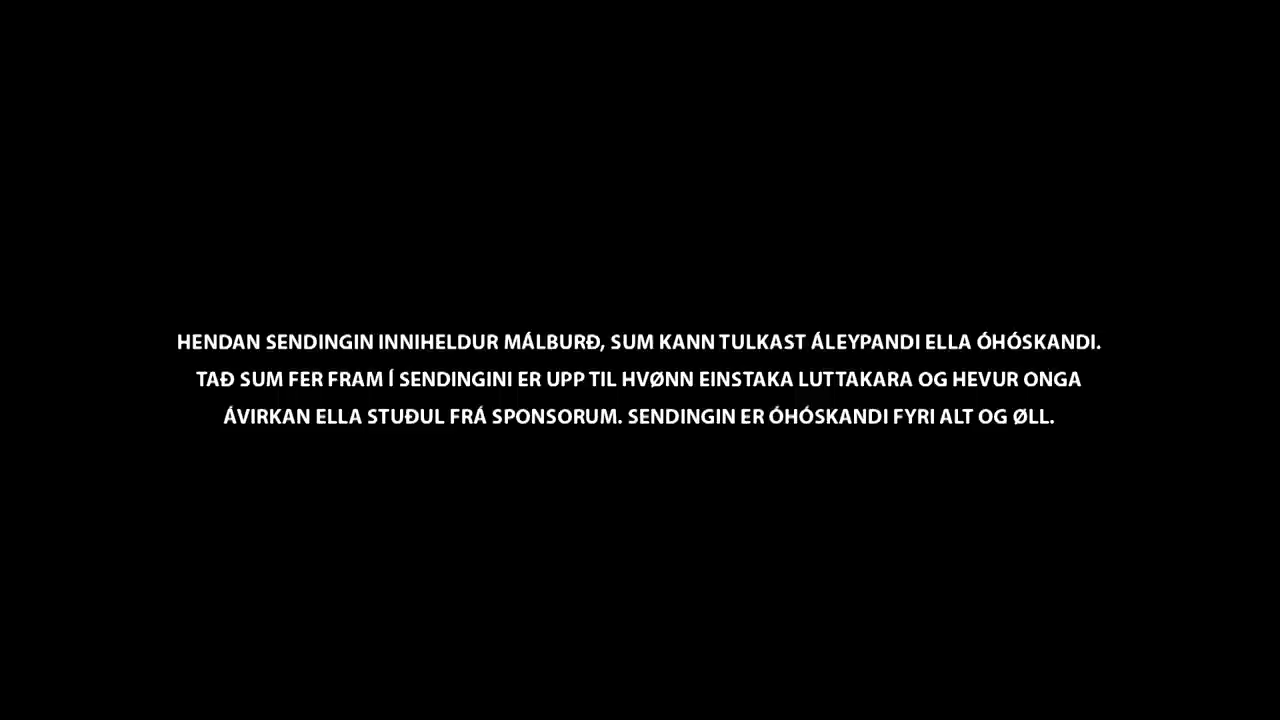 HENDAN SENDINGIN INNIHELDUR MÁLBURÐ, SUM KANN TULKAST ÁLEYPANDI ELLA ÓHÓSKANDI.
TAÐ SUM FER FRAM Í SENDINGINI ER UPP TIL HVØNN EINSTAKA LUTTAKARA OG HEVUR ONGA
ÁVIRKAN ELLA STUÐUL FRÁ SPONSORUM. SENDINGIN ER ÓHÓSKANDI FYRI ALT OG ØLL.